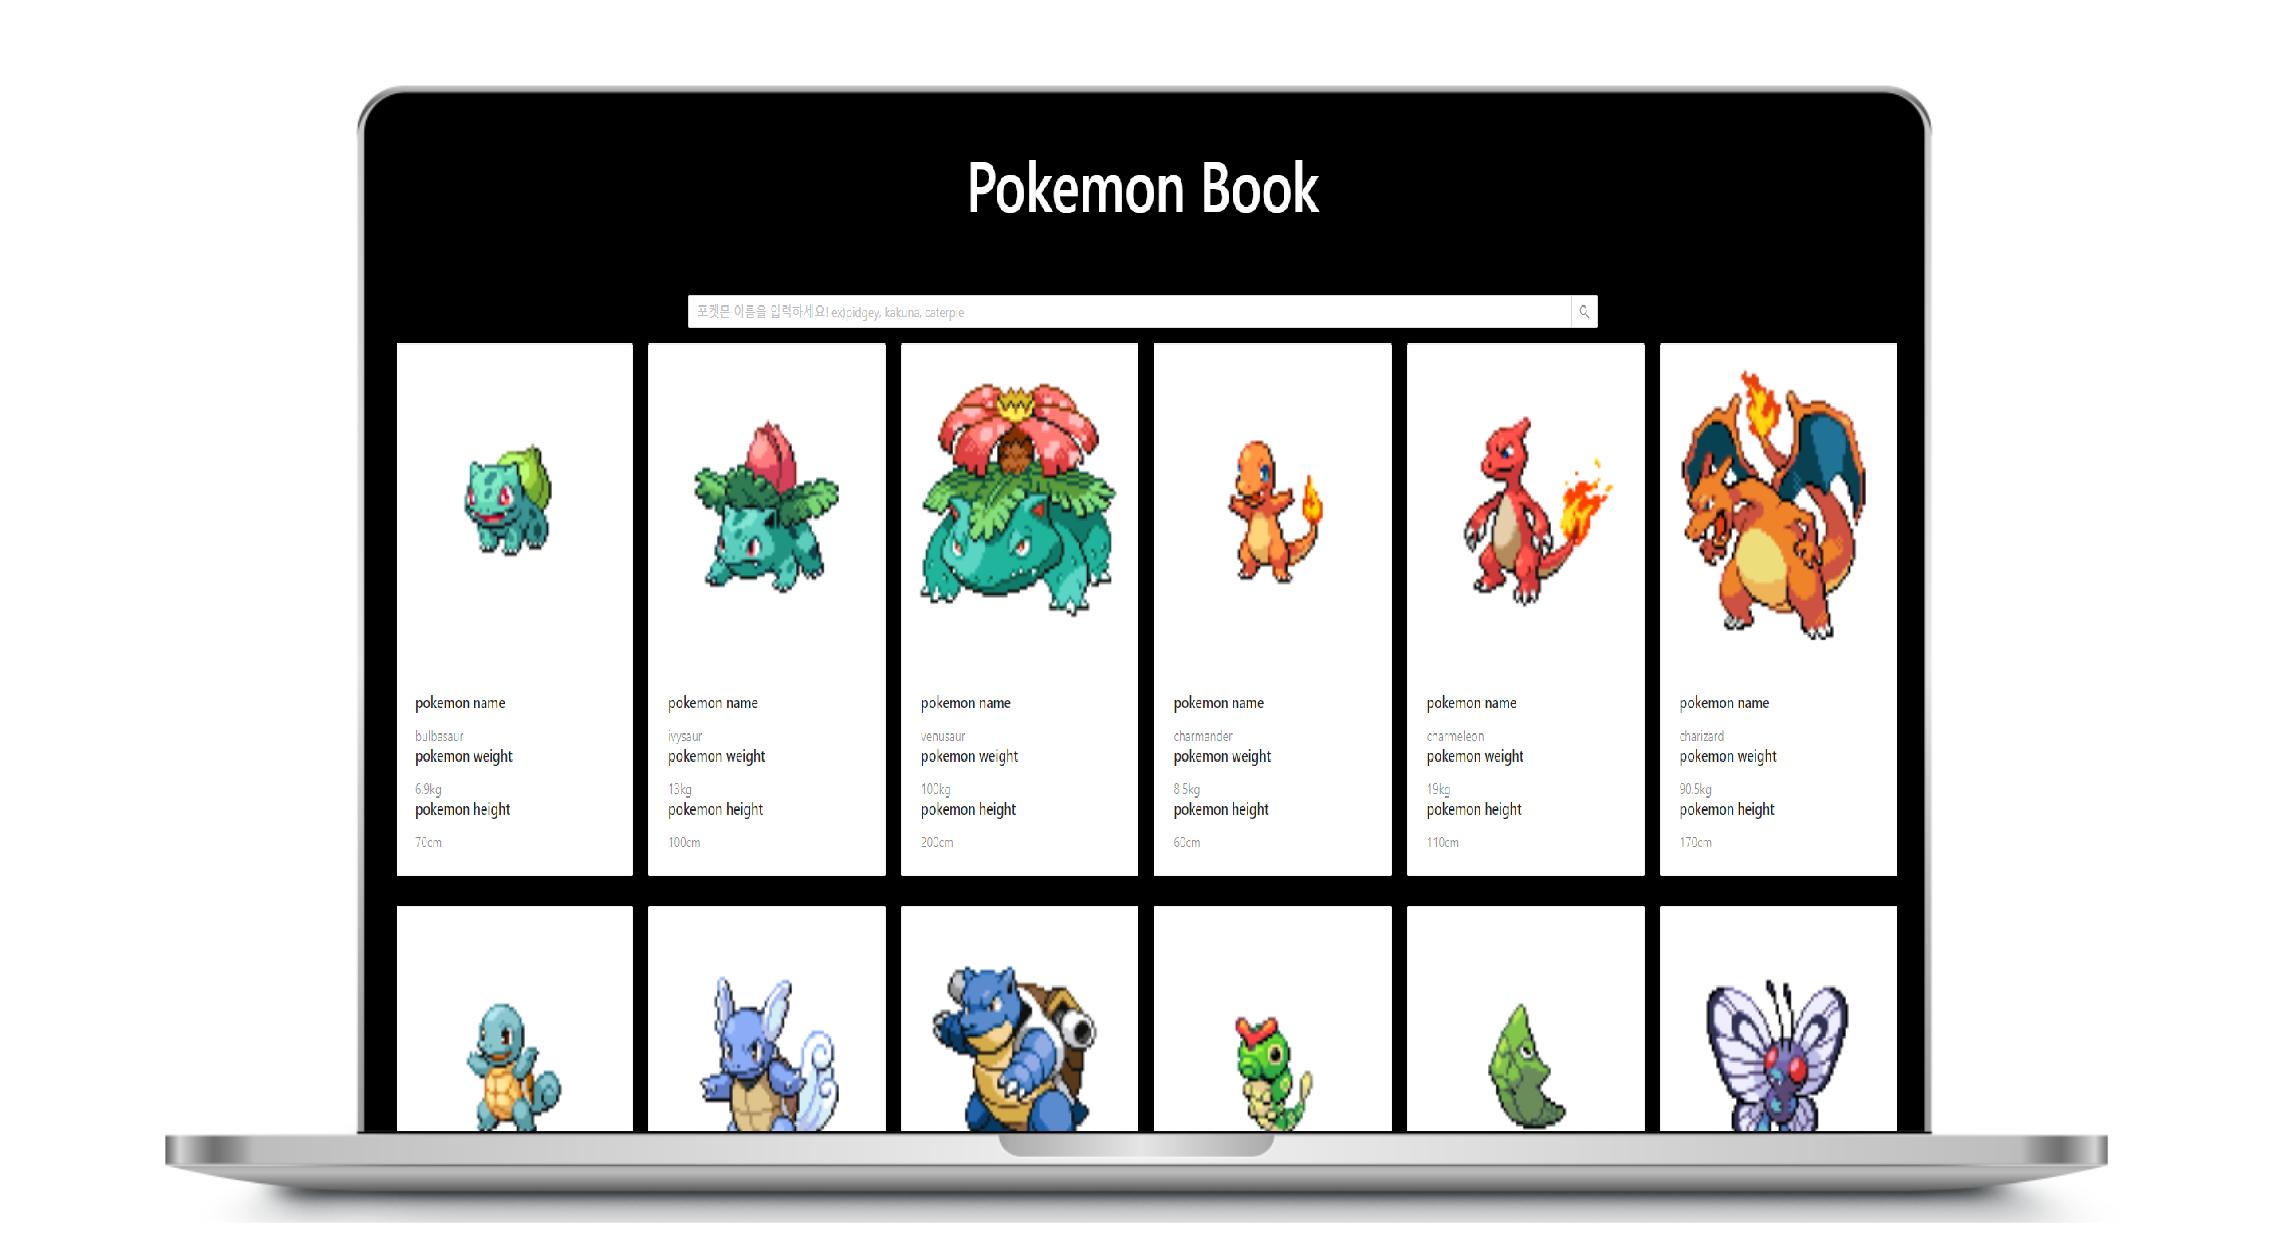 Pokemon Book
포켓몬 이름을 입력하세요! ex)pidgey, kakuna, caterpie
pokemon name
bulbasaur
pokemon weight
6.9kg
pokemon height
70cm
pokemon name
ivysaur
pokemon weight
13kg
pokemon height
100cm
pokemon name
venusaur
pokemon weight
100kg
pokemon height
200cm
pokemon name
charmander
pokemon weight
8.5kg
pokemon height
60cm
pokemon name
charmeleon
pokemon weight
19kg
pokemon height
110cm
pokemon name
charizard
pokemon weight
90.5kg
pokemon height
170cm